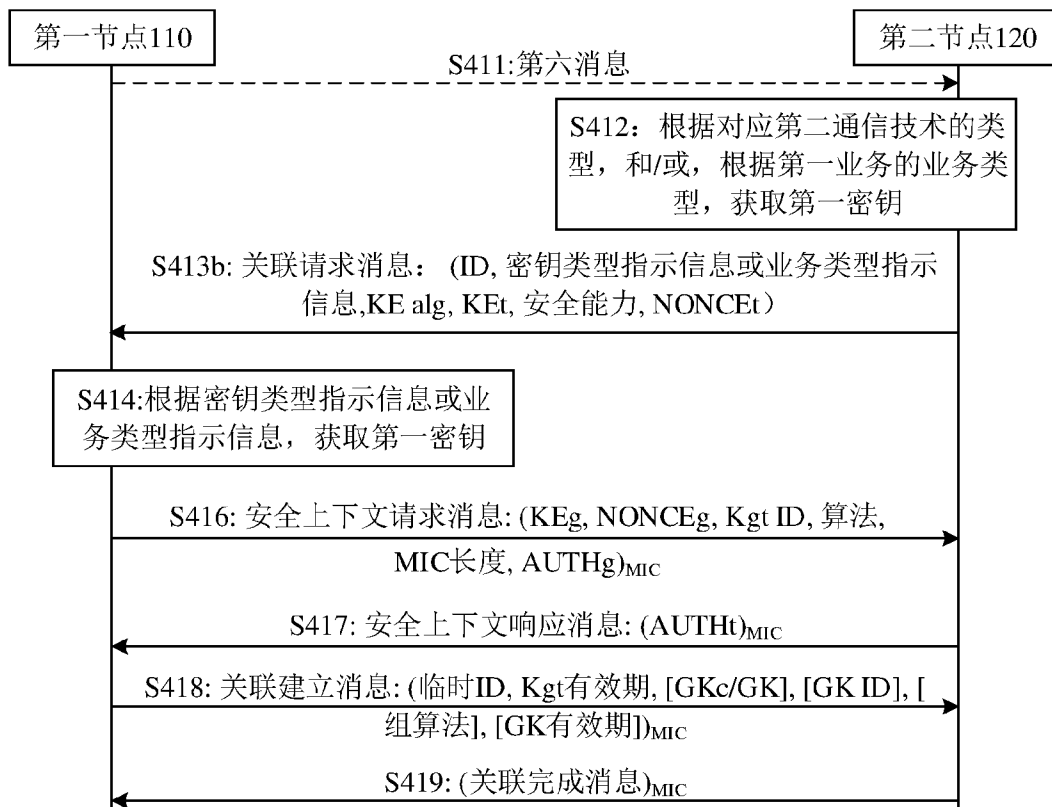 第一节点110
第二节点120
S411:第六消息
S412：根据对应第二通信技术的类
型，和/或，根据第一业务的业务类
型，获取第一密钥
S413b: 关联请求消息： (ID, 密钥类型指示信息或业务类型指示
信息,KE alg, KEt, 安全能力, NONCEt）
S414:根据密钥类型指示信息或业
务类型指示信息，获取第一密钥
S416: 安全上下文请求消息: (KEg, NONCEg, Kgt ID, 算法,
MIC长度, AUTHg)MIC
S417: 安全上下文响应消息: (AUTHt)MIC
S418: 关联建立消息: (临时ID, Kgt有效期, [GKc/GK], [GK ID], [
组算法], [GK有效期])MIC
S419: (关联完成消息)MIC